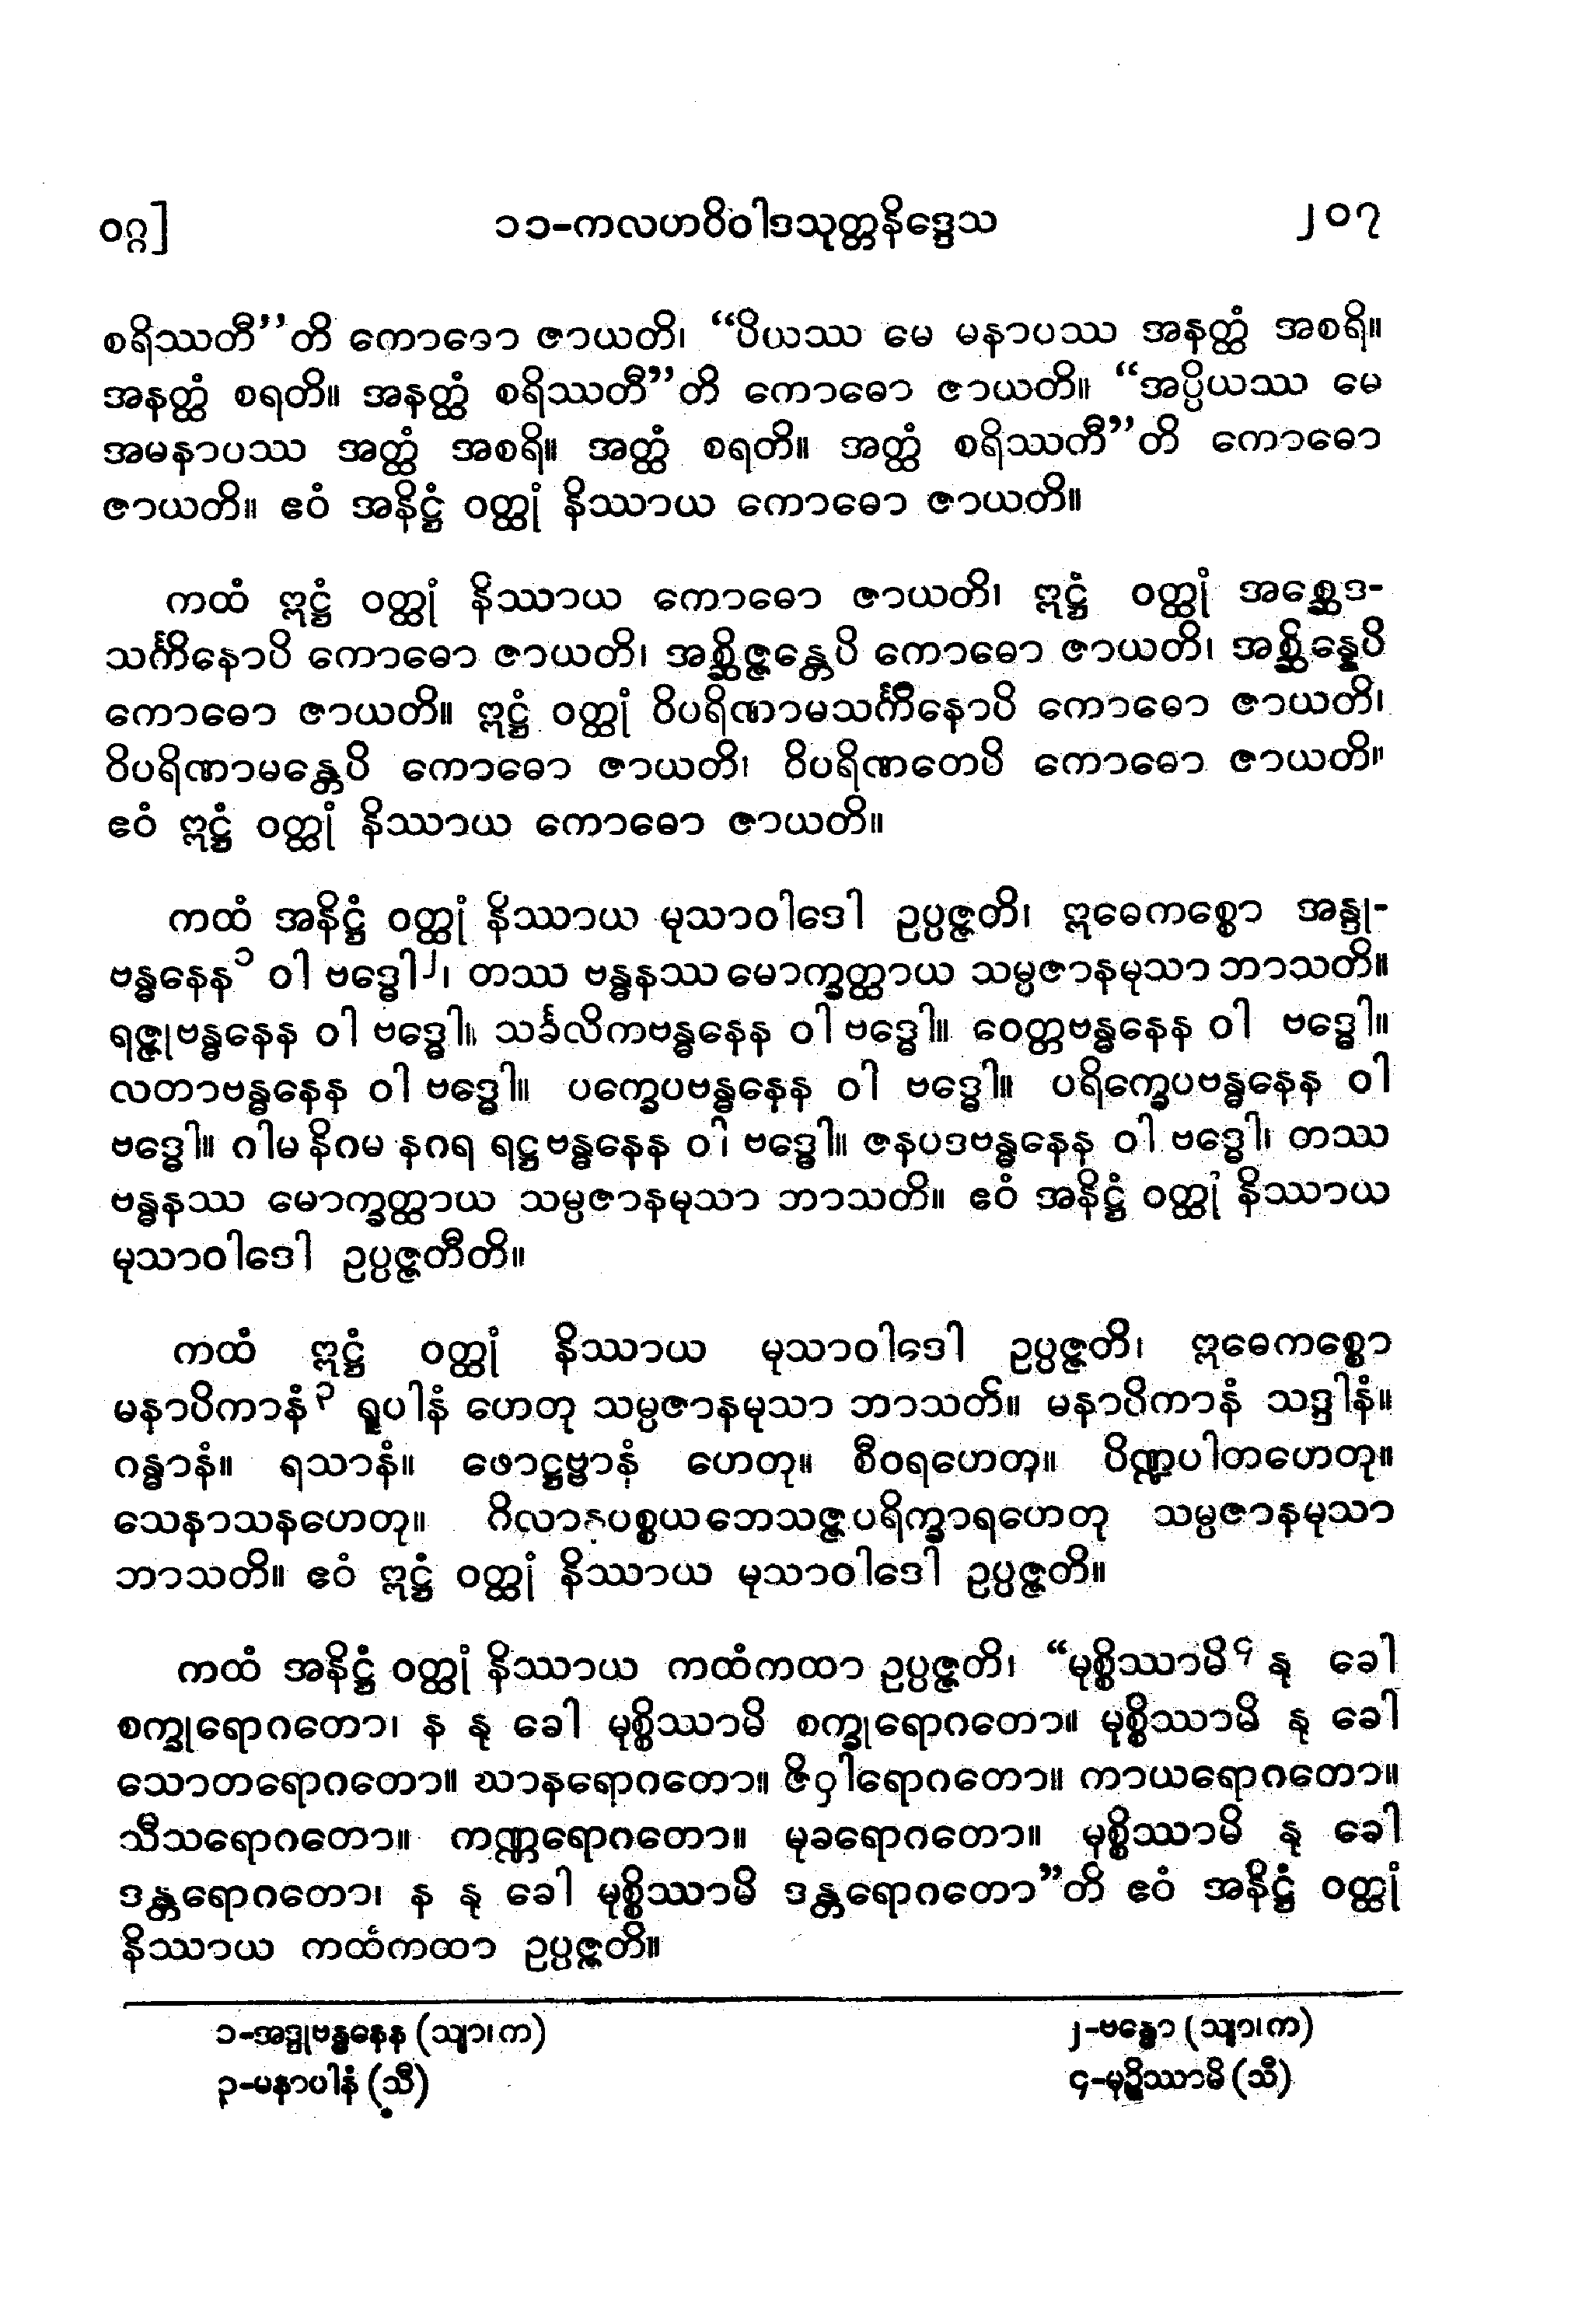 ဝဂ္ဂ] ၁၁-ကလဟဝိဝါဒသုတ္တနိဒ္ဒေသ ၂၀၇
စရိဿတီ’’တိ ကောဓော ဇာယတိ၊ “ပိယဿ မေ မနာပဿ အနတ္ထံ အစရိ။
အနတ္ထံ စရတိ။ အနတ္ထံ စရိဿတီ”တိ ကောဓော ဇာယတိ။ “အပ္ပိယဿ မေ
အမနာပဿ အတ္ထံ အစရိ။ အတ္ထံ စရတိ။ အတ္ထံ စရိဿတီ”တိ ကောဓော
ဇာယတိ။ ဧဝံ အနိဋ္ဌံ ဝတ္ထုံ နိဿာယ ကောဓော ဇာယတိ။
ကထံ ဣဋ္ဌံ ဝတ္ထုံ နိဿာယ ကောဓော ဇာယတိ၊ ဣဋ္ဌံ ဝတ္ထုံ အစ္ဆေဒ-
သင်္ကိနောပိ ကောဓော ဇာယတိ၊ အစ္ဆိဇ္ဇန္တေပိ ကောဓော ဇာယတိ၊ အစ္ဆိန္နေပိ
ကောဓော ဇာယတိ။ ဣဋ္ဌံ ဝတ္ထုံ ဝိပရိဏာမသင်္ကိနောပိ ကောဓော ဇာယတိ၊
ဝိပရိဏာမန္တေပိ ကောဓော ဇာယတိ၊ ဝိပရိဏတေပိ ကောဓော ဇာယတိ။
ဧဝံ ဣဋ္ဌံ ဝတ္ထုံ နိဿာယ ကောဓော ဇာယတိ။
ကထံ အနိဋ္ဌံ ဝတ္ထုံ နိဿာယ မုသာဝါဒေါ ဥပ္ပဇ္ဇတိ၊ ဣဓေကစ္စော အန္ဒု-
ဗန္ဓနေန၁ ဝါ ဗဒ္ဓေါ၂၊ တဿ ဗန္ဓနဿ မောက္ခတ္ထာယ သမ္ပဇာနမုသာ ဘာသတိ။
ရဇ္ဇုဗန္ဓနေန ဝါ ဗဒ္ဓေါ။ သင်္ခလိကဗန္ဓနေန ဝါ ဗဒ္ဓေါ။ ဝေတ္တဗန္ဓနေန ဝါ ဗဒ္ဓေါ။
လတာဗန္ဓနေန ဝါ ဗဒ္ဓေါ။ ပက္ခေပဗန္ဓနေန ဝါ ဗဒ္ဓေါ။ ပရိက္ခေပဗန္ဓနေန ဝါ
ဗဒ္ဓေါ။ ဂါမ နိဂမ နဂရ ရဋ္ဌဗန္ဓနေန ဝါ ဗဒ္ဓေါ။ ဇနပဒဗန္ဓနေန ဝါ ဗဒ္ဓေါ၊ တဿ
ဗန္ဓနဿ မောက္ခတ္ထာယ သမ္ပဇာနမုသာ ဘာသတိ။ ဧဝံ အနိဋ္ဌံ ဝတ္ထုံ နိဿာယ
မုသာဝါဒေါ ဥပ္ပဇ္ဇတီတိ။
ကထံ ဣဋ္ဌံ ဝတ္ထုံ နိဿာယ မုသာဝါဒေါ ဥပ္ပဇ္ဇတိ၊ ဣဓေကစ္စော
မနာပိကာနံ၃ ရူပါနံ ဟေတု သမ္ပဇာနမုသာ ဘာသတိ။ မနာပိကာနံ သဒ္ဒါနံ။
ဂန္ဓာနံ။ ရသာနံ။ ဖောဋ္ဌဗ္ဗာနံ ဟေတု။ စီဝရဟေတု။ ပိဏ္ဍပါတဟေတု။
သေနာသနဟေတု။ ဂိလာနပစ္စယဘေသဇ္ဇပရိက္ခာရဟေတု သမ္ပဇာနမုသာ
ဘာသတိ။ ဧဝံ ဣဋ္ဌံ ဝတ္ထုံ နိဿာယ မုသာဝါဒေါ ဥပ္ပဇ္ဇတိ။
ကထံ အနိဋ္ဌံ ဝတ္ထုံ နိဿာယ ကထံကထာ ဥပ္ပဇ္ဇတိ၊ “မုစ္စိဿာမိ၄ နု ခေါ
စက္ခုရောဂတော၊ န နု ခေါ မုစ္စိဿာမိ စက္ခုရောဂတော။ မုစ္စိဿာမိ နု ခေါ
သောတရောဂတော။ ဃာနရောဂတော။ ဇိဝှါရောဂတော။ ကာယရောဂတော။
သီသရောဂတော။ ကဏ္ဏရောဂတော။ မုခရောဂတော။ မုစ္စိဿာမိ နု ခေါ
ဒန္တရောဂတော၊ န နု ခေါ မုစ္စိဿာမိ ဒန္တရောဂတော”တိ ဧဝံ အနိဋ္ဌံ ဝတ္ထုံ
နိဿာယ ကထံကထာ ဥပ္ပဇ္ဇတိ။
၁-အဒ္ဒုဗန္ဓနေန (သျာ၊က) ၂-ဗန္ဓော (သျာ၊က)
၃-မနာပါနံ (သီ) ၄-မုဉ္စိဿာမိ (သီ)